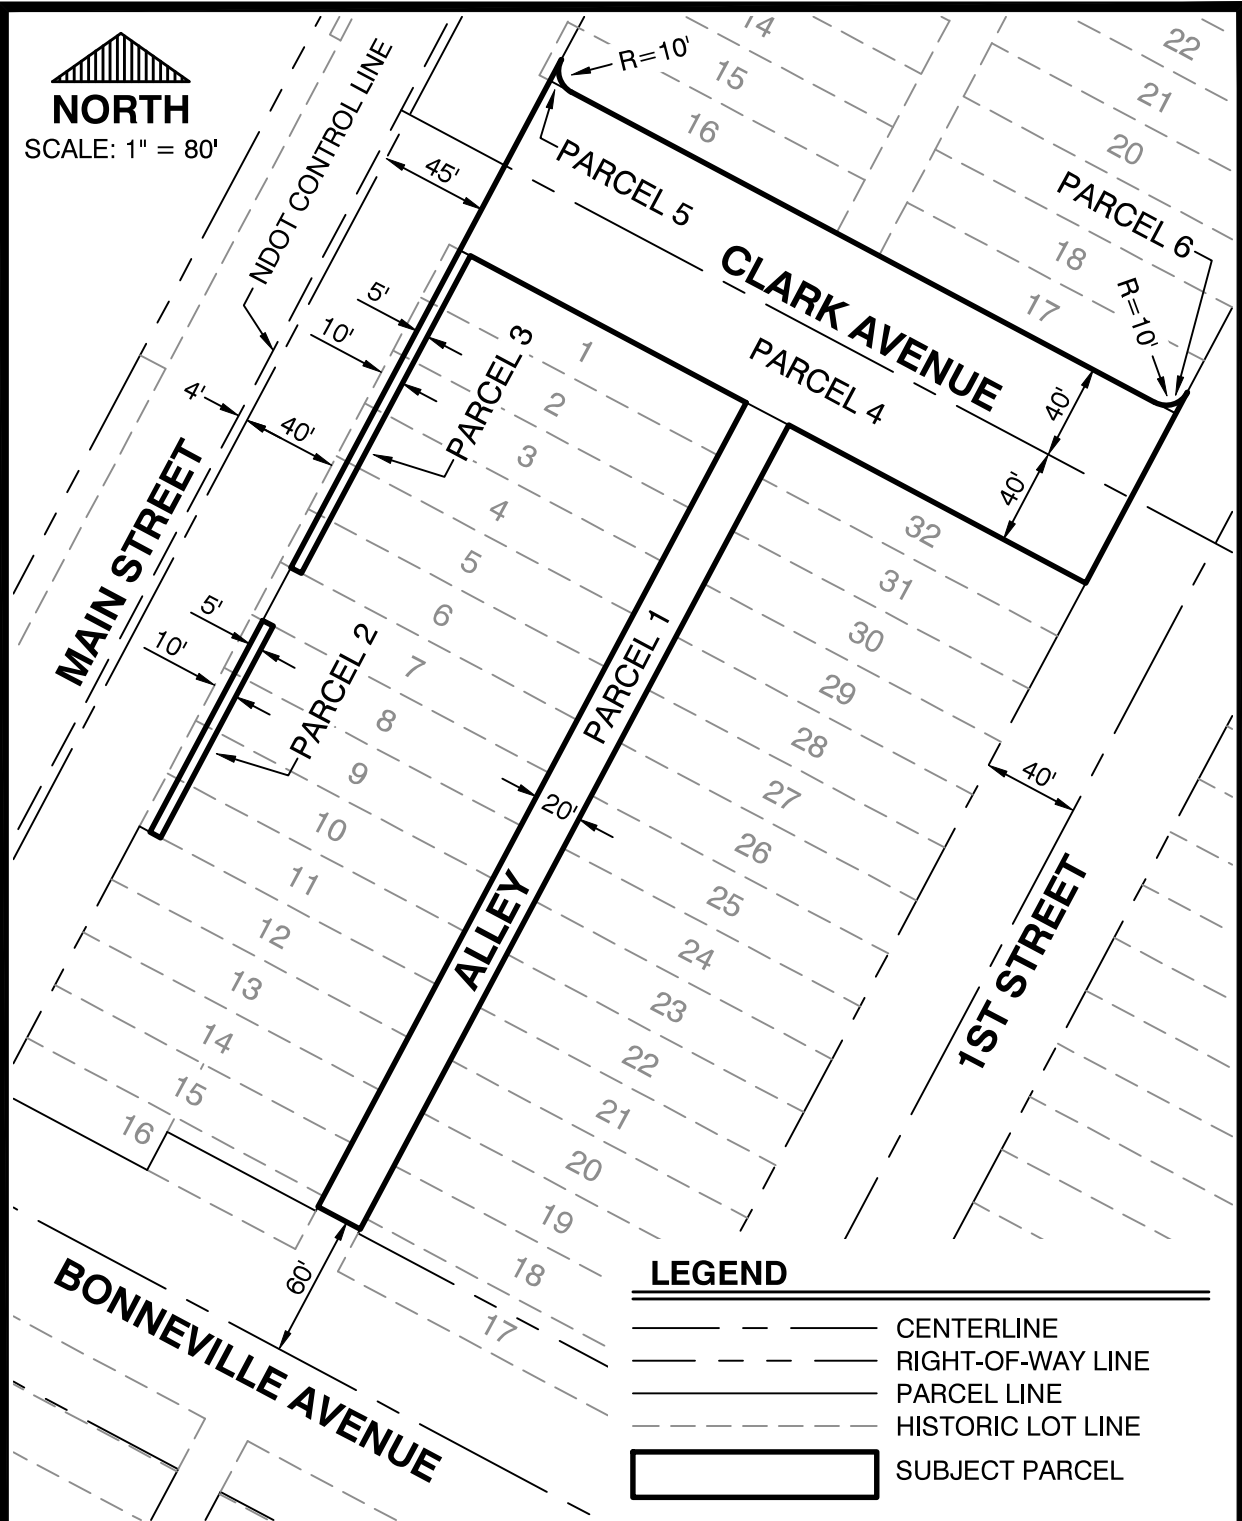 NORTH
SCALE: 1" = 80'
NDOT CONTROL LINE
R=10'
14
15
16
22
21
20
18
17
PARCEL 5
PARCEL 6
R=10'
CLARK AVENUE
PARCEL 4
40'
40'
45'
5'
10'
4'
40'
PARCEL 3
MAIN STREET
5'
10'
PARCEL 2
1
2
3
4
5
6
7
8
9
10
11
12
13
14
15
16
PARCEL 1
20'
ALLEY
32
31
30
29
28
27
26
25
24
23
22
21
20
19
18
17
40'
1ST STREET
60'
BONNEVILLE AVENUE
LEGEND
CENTERLINE
RIGHT-OF-WAY LINE
PARCEL LINE
HISTORIC LOT LINE
SUBJECT PARCEL